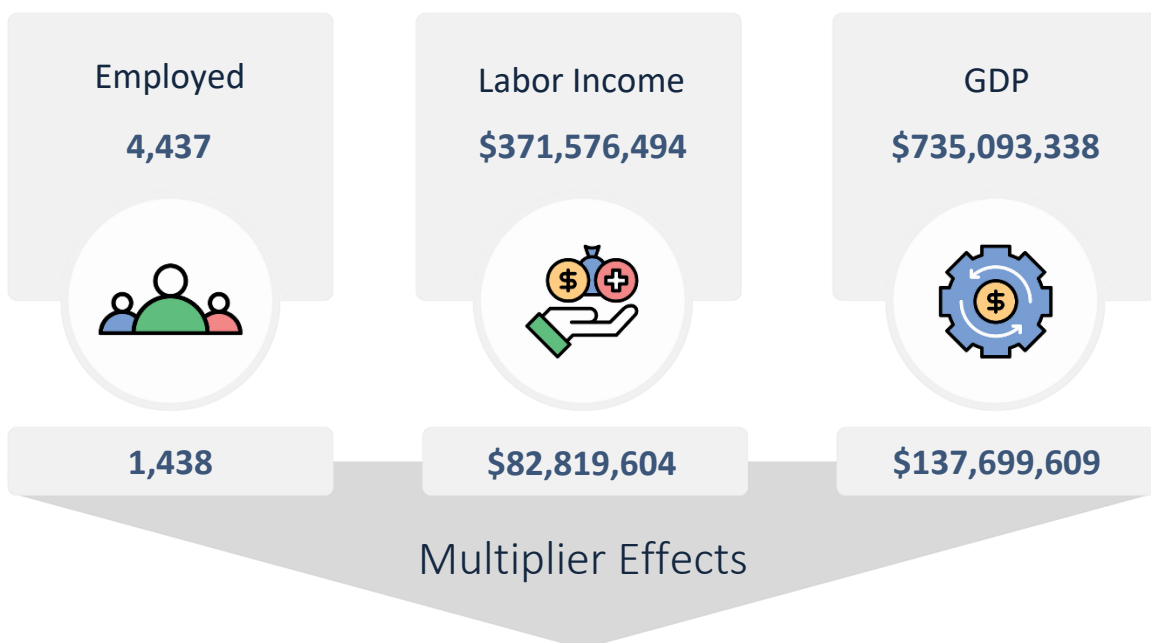 Employed
4,437
Labor Income
$371,576,494
GDP
$735,093,338
$
$
1,438
$82,819,604
$137,699,609
Multiplier Effects